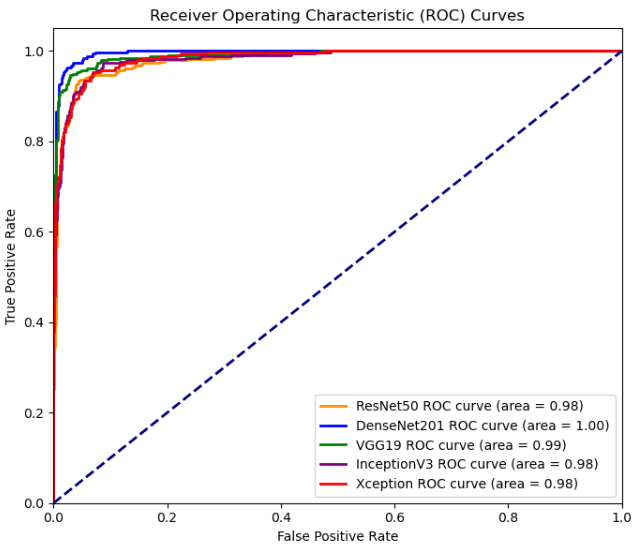 Receiver Operating Characteristic (ROC) Curves
True Positive Rate
1.0
0.8
0.6
0.4
0.2
0.0
ResNet50 ROC curve (area = 0.98)
DenseNet201 ROC curve (area = 1.00)
VGG19 ROC curve (area = 0.99)
InceptionV3 ROC curve (area = 0.98)
Xception ROC curve (area = 0.98)
0.0 0.2 0.4 0.6 0.8 1.0
False Positive Rate